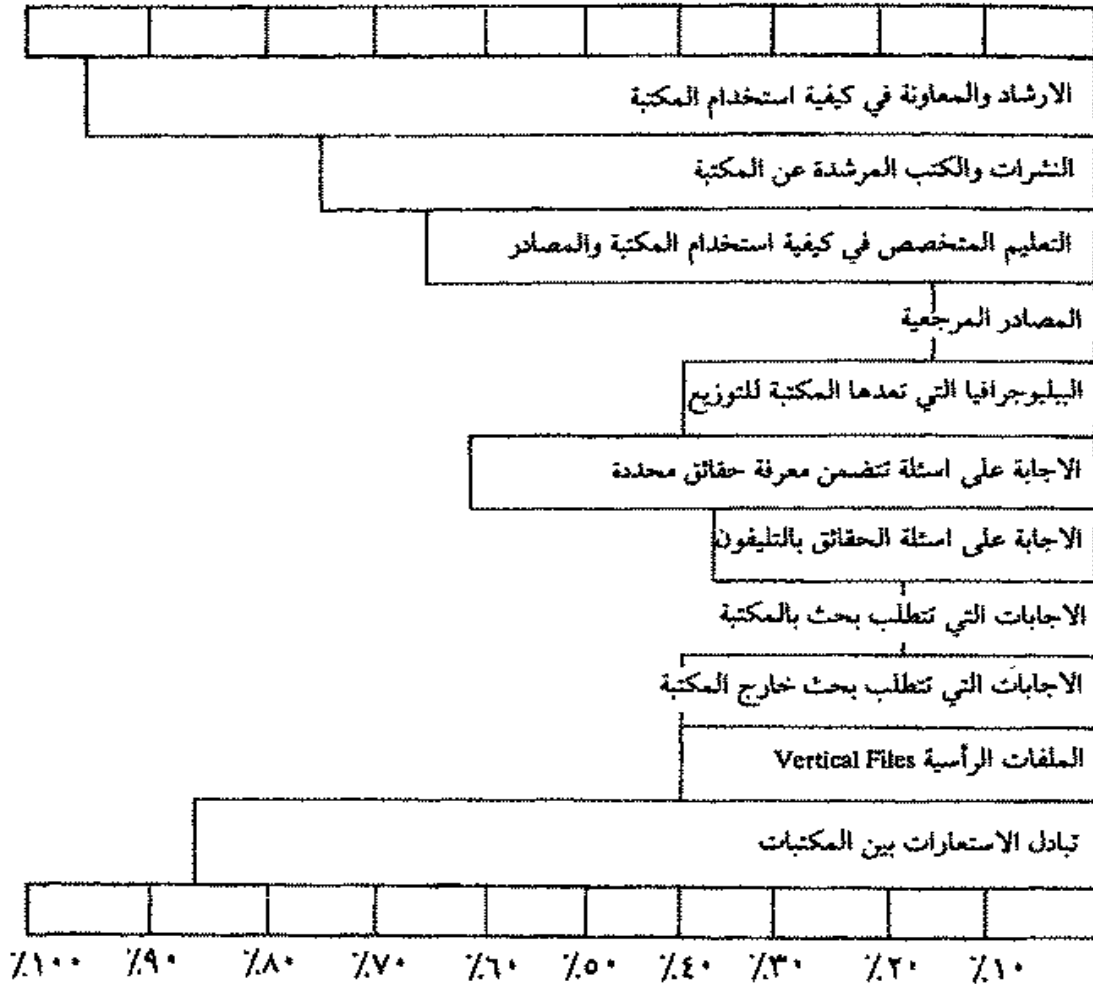 الارشاد والمعاونة في كيفية استخدام المكتبة
النشرات والكتب المرشدة عن المكتبة
التعليم المتخصص في كيفية استخدام المكتبة والمصادر
المصادر المرجعية
الببليوجرافيا التي تعدها المكتبة للتوزيع
الاجابة على اسئلة تتضمن معرفة حقائق محددة
الاجابة على اسئلة الحقائق بالتليفون
الاجابات التي تتطلب بحث بالمكتبة
الاجابات التي تتطلب بحث خارج المكتبة
الملفات الرأسية Vertical Files
تبادل الاستعارات بين المكتبات
٪١٠ ٪٢٠ ٪٣٠ ٪٤٠ ٪٥٠ ٪٦٠ ٪٧٠ ٪٨٠ ٪٩٠ ٪١٠٠